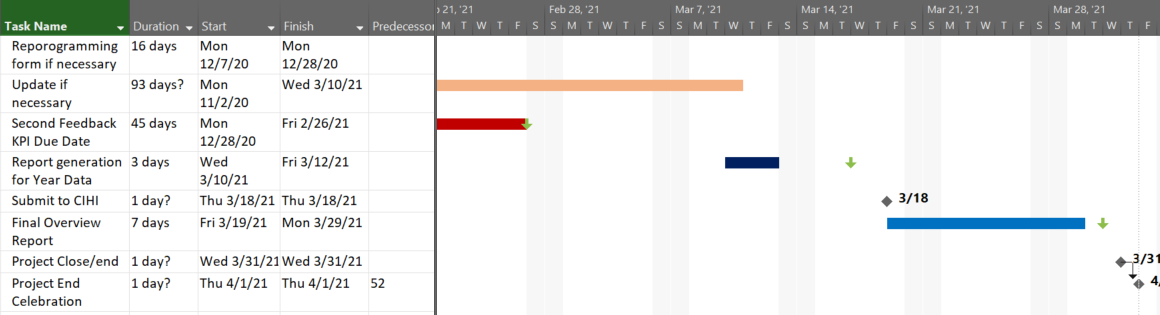 21, '21 Feb 28, '21 Mar 7, '21 Mar 14, '21 Mar 21, '21 Mar 28, '21
Task Name Duration Start Finish Predecessor M T W T F S S M T W T F S S M T W T F S S M T W T F S S M T W T F S S M T W T F
Reporogramming 16 days Mon Mon
form if necessary 12/7/20 12/28/20
Update if 93 days? Mon Wed 3/10/21
necessary 11/2/20
Second Feedback 45 days Mon Fri 2/26/21
KPI Due Date 12/28/20
Report generation 3 days Wed Fri 3/12/21
for Year Data 3/10/21
Submit to CIHI 1 day? Thu 3/18/21 Thu 3/18/21 3/18
Final Overview 7 days Fri 3/19/21 Mon 3/29/21
Report
Project Close/end 1 day? Wed 3/31/21 Wed 3/31/21 3/31
Project End 1 day? Thu 4/1/21 Thu 4/1/21 52 4/
Celebration